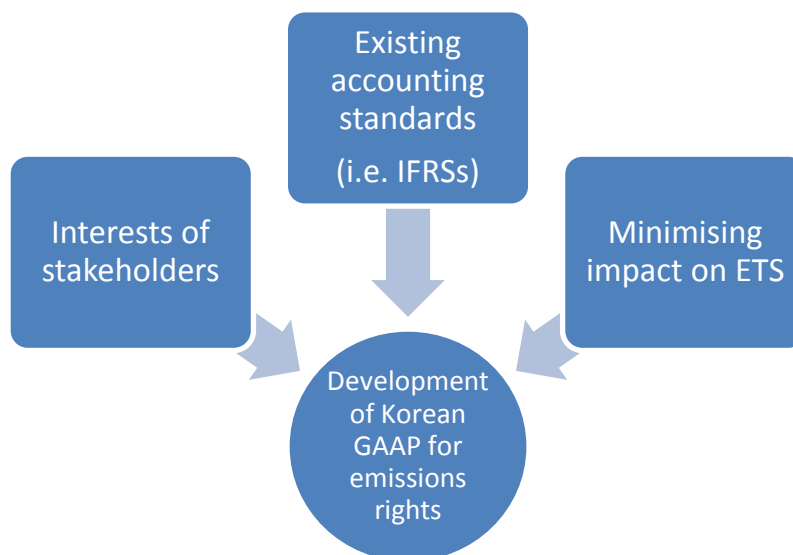 Existing
accounting
standards
(i.e. IFRSs)
Interests of
stakeholders
Minimising
impact on ETS
Development
of Korean
GAAP for
emissions
rights